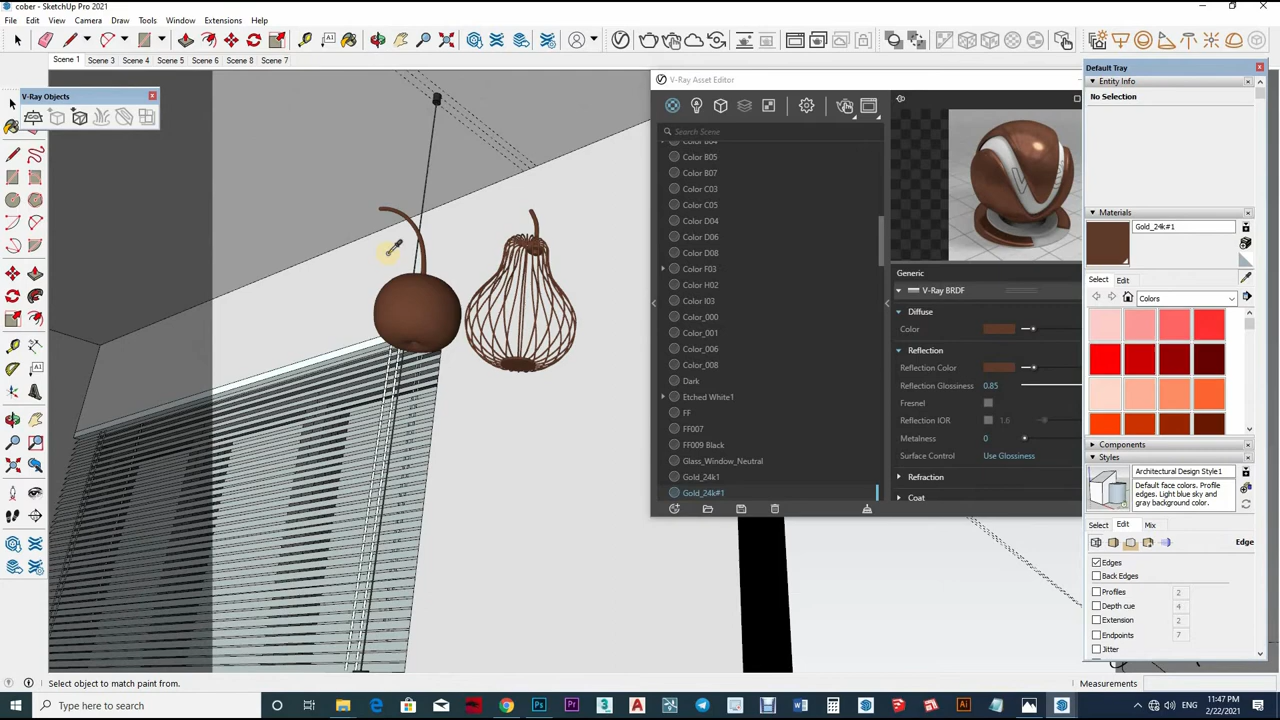 cober - SketchUp Pro 2021
File Edit View Camera Draw Tools Window Extensions Help
Scene 1 Scene 3 Scene 4 Scene 5 Scene 6 Scene 8 Scene 7
V-Ray Objects
V-Ray Asset Editor
Search Scene
Color B04
Color B05
Color B07
Color C03
Color C05
Color D04
Color D06
Color D08
Color F03
Color H02
Color I03
Color_000
Color_001
Color_006
Color_008
Dark
Etched White1
FF
FF007
FF009 Black
Glass_Window_Neutral
Gold_24k1
Gold_24k#1
Generic
V-Ray BRDF
Diffuse
Color
Reflection
Reflection Color
Reflection Glossiness 0.85
Fresnel
Reflection IOR 1.6
Metalness 0
Surface Control Use Glossiness
Refraction
Coat
Default Tray
Entity Info
No Selection
Materials
Gold_24k#1
Select Edit
Colors
Components
Styles
Architectural Design Style1
Default face colors. Profile
edges. Light blue sky and
gray background color.
Select Edit Mix
Edge
Edges
Back Edges
Profiles 2
Depth cue 4
Extension 2
Endpoints 7
Jitter
Select object to match paint from.
Measurements
Type here to search
11:47 PM
2/22/2021